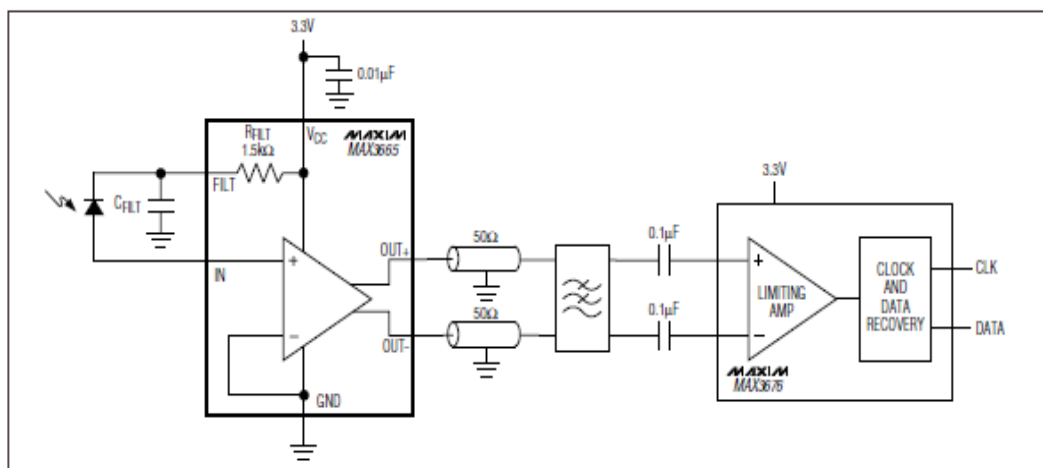 3.3V
0.01µF
RFILT
1.5kΩ
VCC
MAXIM
MAX3665
FILT
CFILT
IN
+
−
OUT+
OUT−
GND
50Ω
50Ω
0.1µF
0.1µF
3.3V
+
−
LIMITING
AMP
MAXIM
MAX3676
CLOCK
AND
DATA
RECOVERY
CLK
DATA